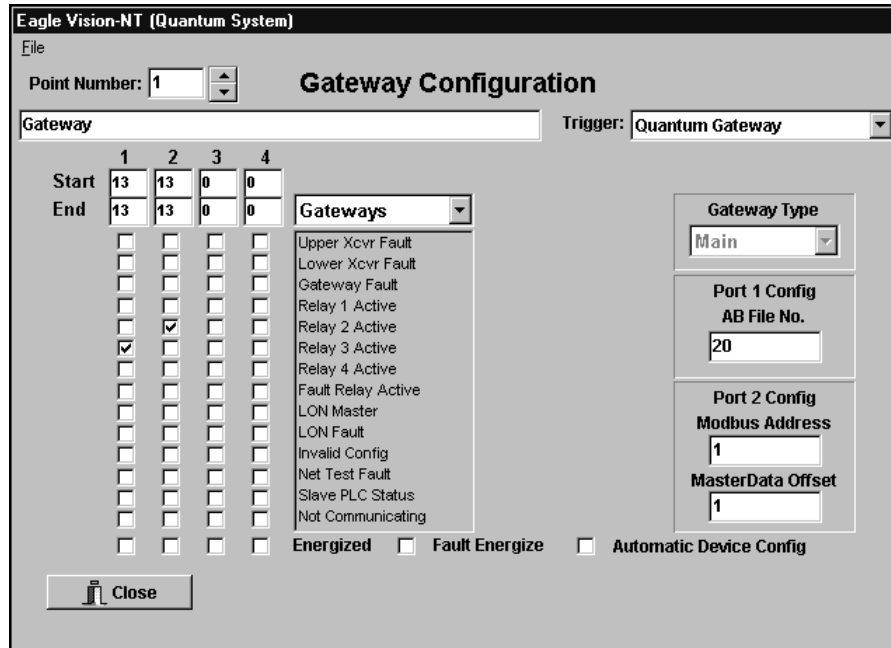 Eagle Vision-NT (Quantum System)
File
Point Number: 1
Gateway Configuration
Gateway
Trigger: Quantum Gateway
1 2 3 4
Start 13 13 0 0
End 13 13 0 0
Gateways
Upper Xcvr Fault
Lower Xcvr Fault
Gateway Fault
Relay 1 Active
Relay 2 Active
Relay 3 Active
Relay 4 Active
Fault Relay Active
LON Master
LON Fault
Invalid Config
Net Test Fault
Slave PLC Status
Not Communicating
Gateway Type
Main
Port 1 Config
AB File No.
20
Port 2 Config
Modbus Address
1
MasterData Offset
1
Energized Fault Energize Automatic Device Config
Close